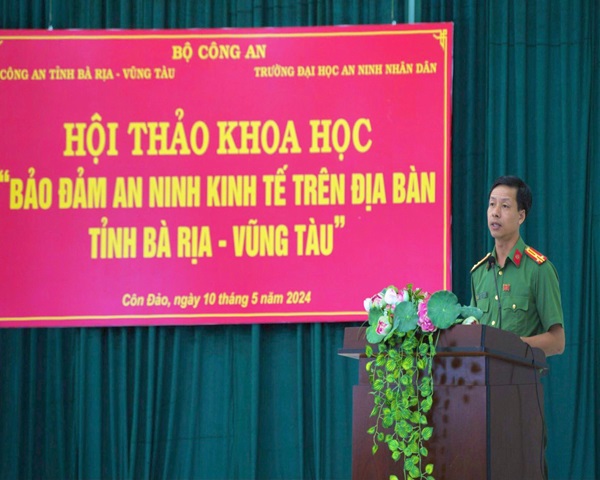 BỘ CÔNG AN
CÔNG AN TỈNH BÀ RỊA - VŨNG TÀU TRƯỜNG ĐẠI HỌC AN NINH NHÂN DÂN
HỘI THẢO KHOA HỌC
“BẢO ĐẢM AN NINH KINH TẾ TRÊN ĐỊA BÀN
TỈNH BÀ RỊA - VŨNG TÀU”
Côn Đảo, ngày 10 tháng 5 năm 2024